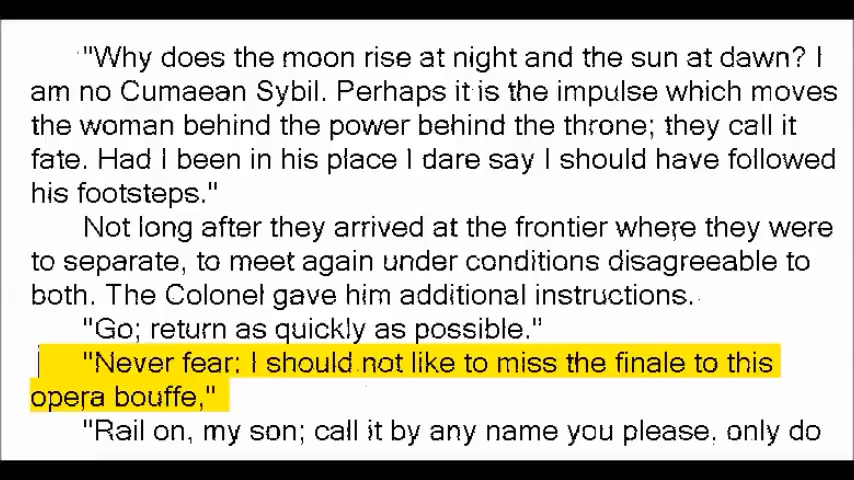 "Why does the moon rise at night and the sun at dawn? I
am no Cumaean Sybil. Perhaps it is the impulse which moves
the woman behind the power behind the throne; they call it
fate. Had I been in his place I dare say I should have followed
his footsteps."
Not long after they arrived at the frontier where they were
to separate, to meet again under conditions disagreeable to
both. The Colonel gave him additional instructions.
"Go; return as quickly as possible."
"Never fear; I should not like to miss the finale to this
opera bouffe,"
"Rail on, my son; call it by any name you please, only do